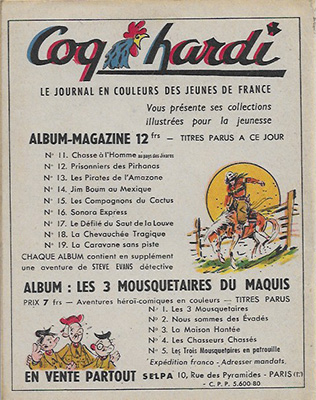 Coq hardi
LE JOURNAL EN COULEURS DES JEUNES DE FRANCE
Vous présente ses collections
illustrées pour la jeunesse
ALBUM-MAGAZINE 12 frs — TITRES PARUS A CE JOUR
N° 11. Chasse à l'Homme au pays des Jivaros
N° 12. Prisonniers des Pirhanas
N° 13. Les Pirates de l'Amazone
N° 14. Jim Boum au Mexique
N° 15. Les Compagnons du Cactus
N° 16. Sonora Express
N° 17. Le Défilé du Saut de la Louve
N° 18. La Chevauchée Tragique
N° 19. La Caravane sans piste
CHAQUE ALBUM contient en supplément
une aventure de STEVE EVANS détective
ALBUM : LES 3 MOUSQUETAIRES DU MAQUIS
PRIX 7 frs — Aventures héroï-comiques en couleurs — TITRES PARUS
N° 1. Les 3 Mousquetaires
N° 2. Nous sommes des Évadés
N° 3. La Maison Hantée
N° 4. Les Chasseurs Chassés
N° 5. Les Trois Mousquetaires en patrouille
Expédition franco - Adresser mandats.
EN VENTE PARTOUT SELPA 10, Rue des Pyramides - PARIS (1er)
- C. P. P. 5.600-80